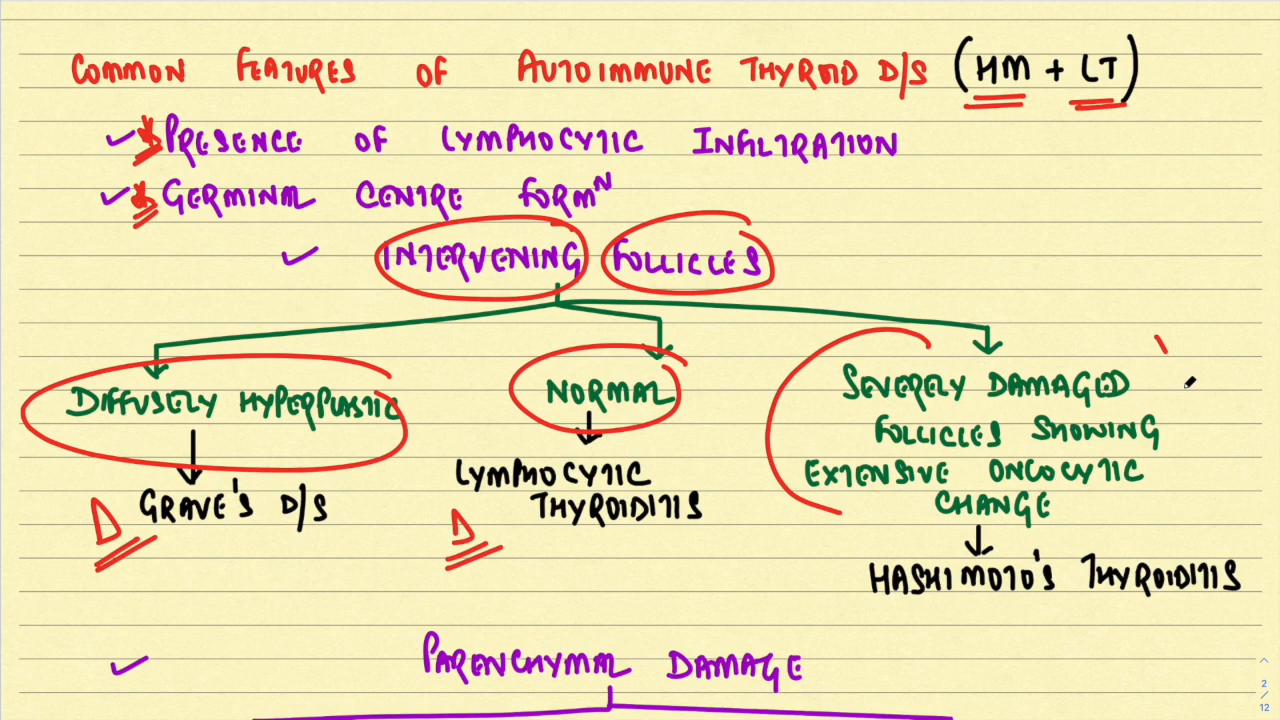 COMMON FEATURES OF AUTOIMMUNE THYROID D/S (HM + LT)
PRESENCE OF LYMPHOCYTIC INFILTRATION
GERMINAL CENTRE FORMᴺ
INTERVENING FOLLICLES
DIFFUSELY HYPERPLASTIC
GRAVE'S D/S
D
NORMAL
LYMPHOCYTIC
THYROIDITIS
D
SEVERELY DAMAGED
FOLLICLES SHOWING
EXTENSIVE ONCOCYTIC
CHANGE
HASHIMOTO'S THYROIDITIS
PARENCHYMAL DAMAGE
2
/
12